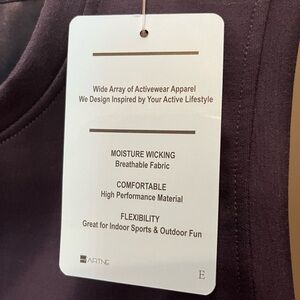 Wide Array of Activewear Apparel
We Design Inspired by Your Active Lifestyle
MOISTURE WICKING
Breathable Fabric
COMFORTABLE
High Performance Material
FLEXIBILITY
Great for Indoor Sports & Outdoor Fun
E